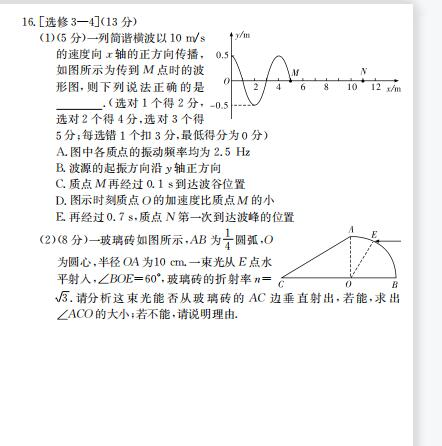 16.[选修3—4](13分)
(1)(5分)一列简谐横波以10 m/s
的速度向x轴的正方向传播,
如图所示为传到M点时的波
形图,则下列说法正确的是
________.(选对1个得2分,
选对2个得4分,选对3个得
5分;每选错1个扣3分,最低得分为0分)
y/m
0.5
M
N
O
2
4
6
8
10
12
x/m
-0.5
A.图中各质点的振动频率均为2.5 Hz
B.波源的起振方向沿y轴正方向
C.质点M再经过0.1 s到达波谷位置
D.图示时刻质点O的加速度比质点M的小
E.再经过0.7 s,质点N第一次到达波峰的位置
(2)(8分)一玻璃砖如图所示,AB为1/4圆弧,O
为圆心,半径OA为10 cm.一束光从E点水
平射入,∠BOE=60°,玻璃砖的折射率n=
√3.请分析这束光能否从玻璃砖的AC边垂直射出,若能,求出
∠ACO的大小;若不能,请说明理由.
A
E
C
O
B